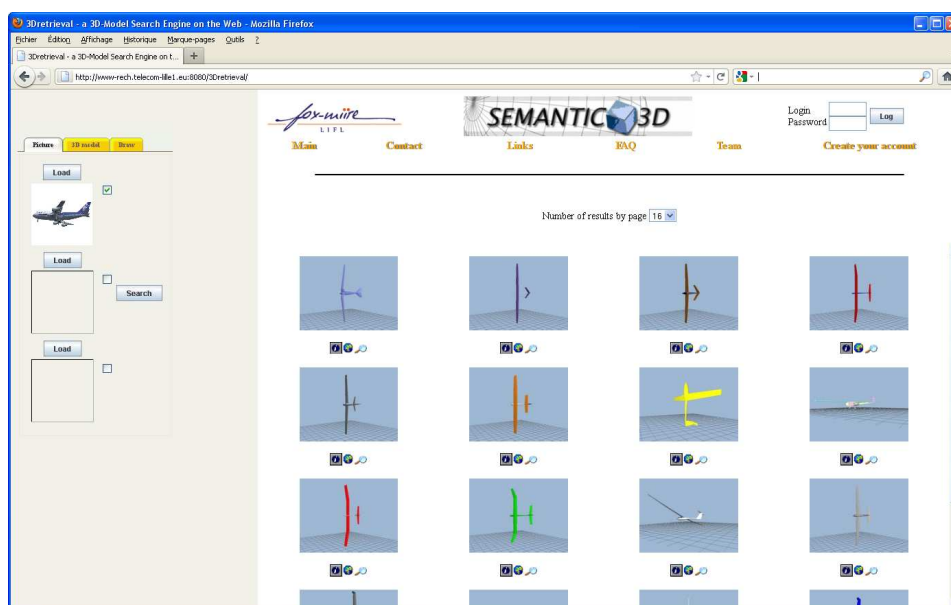 3Dretrieval - a 3D-Model Search Engine on the Web - Mozilla Firefox
Fichier Édition Affichage Historique Marque-pages Outils ?
3Dretrieval - a 3D-Model Search Engine on t... +
http://www-rech.telecom-lille1.eu:8080/3Dretrieval/
fox-miire
LIFL
SEMANTIC 3D
Login
Password
Log
Main Contact Links FAQ Team Create your account
Picture 3D model Draw
Load
Number of results by page 16
Load
Search
Load